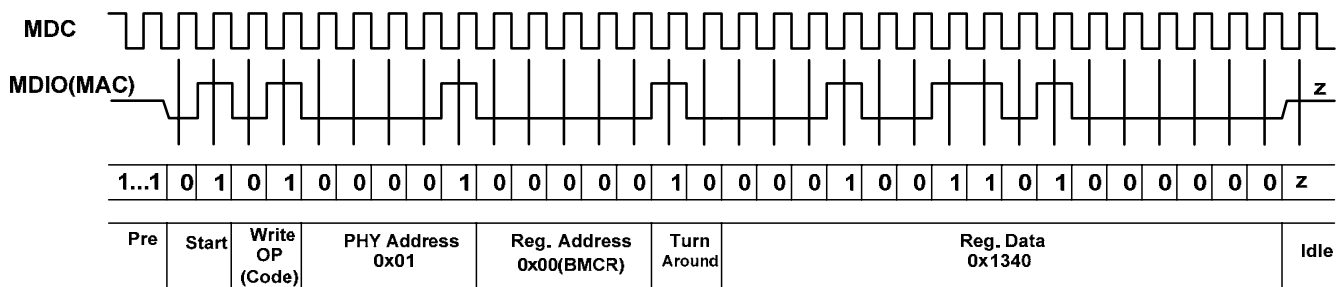 MDC
MDIO(MAC)
z
1...1 0 1 0 1 0 0 0 0 1 0 0 0 0 0 1 0 0 0 0 1 0 0 1 1 0 1 0 0 0 0 0 0 z
Pre
Start
Write
OP
(Code)
PHY Address
0x01
Reg. Address
0x00(BMCR)
Turn
Around
Reg. Data
0x1340
Idle